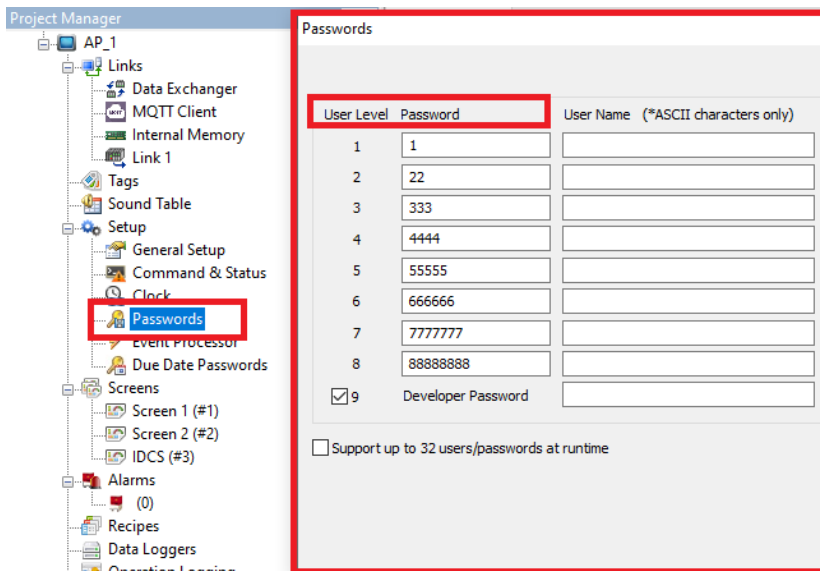 Project Manager
AP_1
Links
Data Exchanger
MQTT Client
Internal Memory
Link 1
Tags
Sound Table
Setup
General Setup
Command & Status
Clock
Passwords
Event Processor
Due Date Passwords
Screens
Screen 1 (#1)
Screen 2 (#2)
IDCS (#3)
Alarms
(0)
Recipes
Data Loggers
Operation Logging
Passwords
User Level Password User Name (*ASCII characters only)
1 1
2 22
3 333
4 4444
5 55555
6 666666
7 7777777
8 88888888
9 Developer Password
Support up to 32 users/passwords at runtime